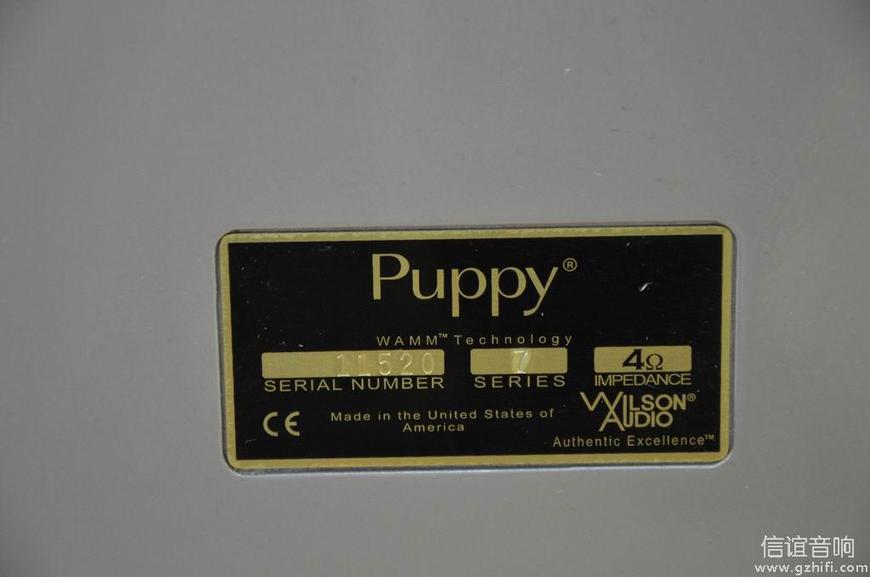 Puppy®
WAMM™ Technology
11520 7 4Ω
SERIAL NUMBER SERIES IMPEDANCE
CE Made in the United States of America
WILSON AUDIO®
Authentic Excellence™
信谊音响
www.gzhifi.com